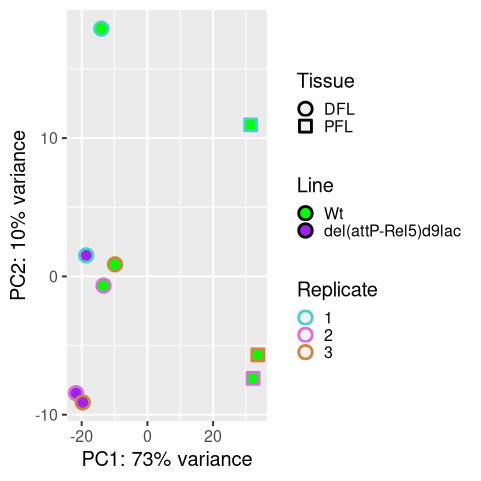 PC2: 10% variance
10
0
-10
-20
0
20
PC1: 73% variance
Tissue
DFL
PFL
Line
Wt
del(attP-Rel5)d9lac
Replicate
1
2
3